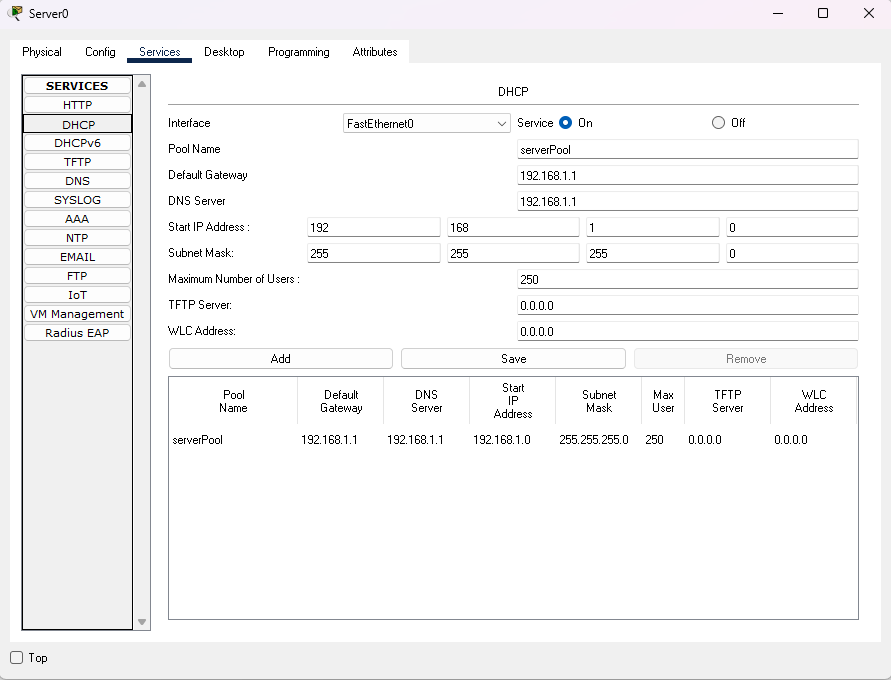 Server0
Physical Config Services Desktop Programming Attributes
SERVICES
HTTP
DHCP
DHCPv6
TFTP
DNS
SYSLOG
AAA
NTP
EMAIL
FTP
IoT
VM Management
Radius EAP
DHCP
Interface FastEthernet0 Service On Off
Pool Name serverPool
Default Gateway 192.168.1.1
DNS Server 192.168.1.1
Start IP Address : 192 168 1 0
Subnet Mask: 255 255 255 0
Maximum Number of Users : 250
TFTP Server: 0.0.0.0
WLC Address: 0.0.0.0
Add Save Remove
Pool Name Default Gateway DNS Server Start IP Address Subnet Mask Max User TFTP Server WLC Address
serverPool 192.168.1.1 192.168.1.1 192.168.1.0 255.255.255.0 250 0.0.0.0 0.0.0.0
Top